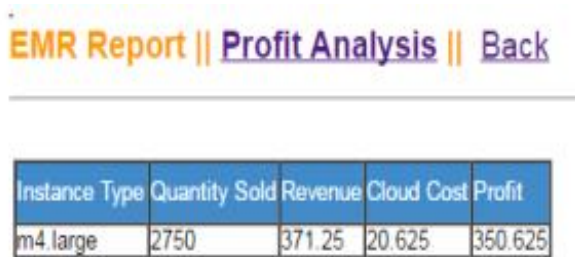 EMR Report || Profit Analysis || Back
Instance Type Quantity Sold Revenue Cloud Cost Profit
m4.large 2750 371.25 20.625 350.625